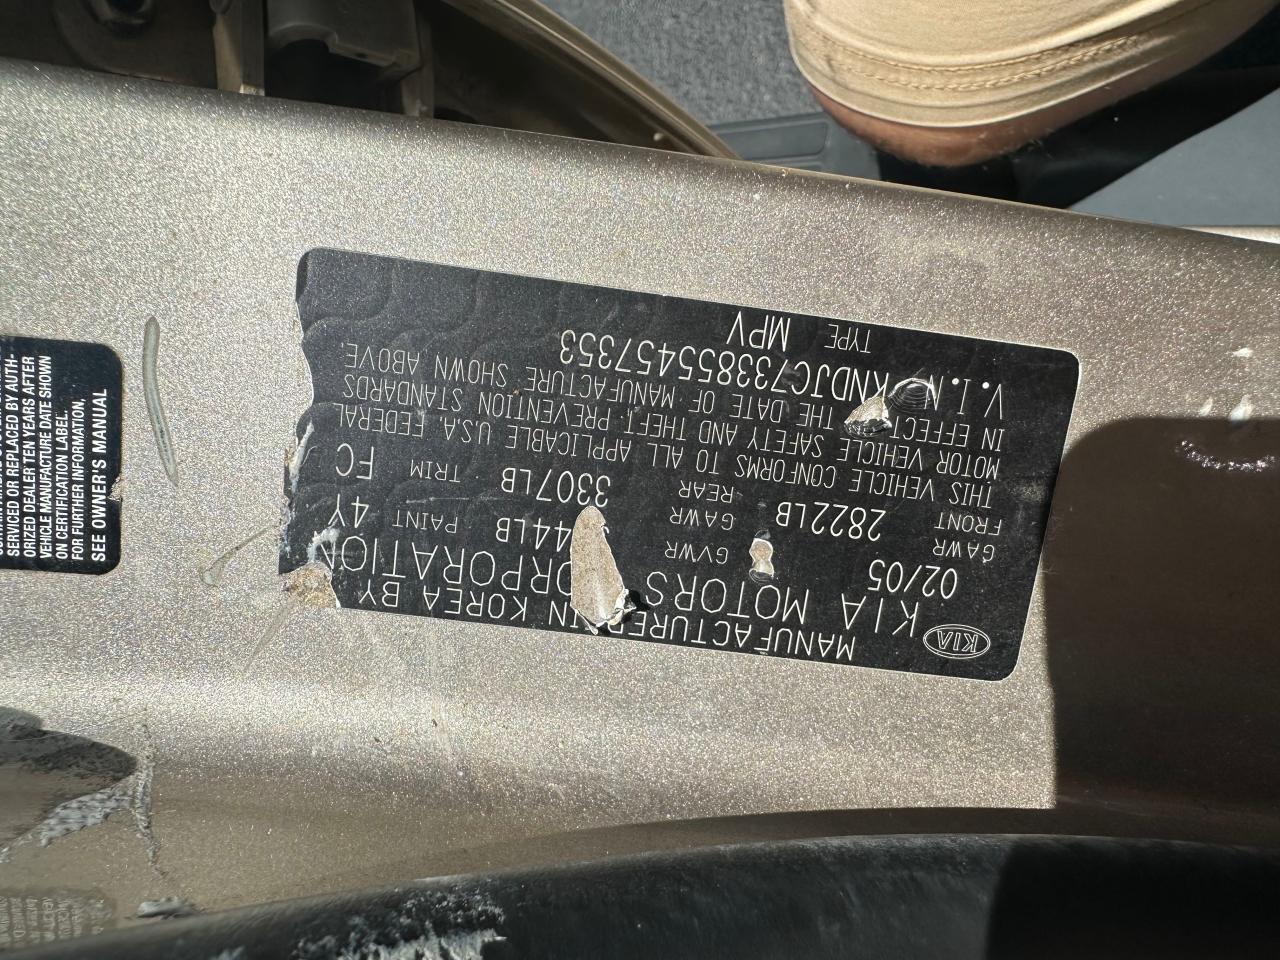 KIA
MANUFACTURED IN KOREA BY
KIA MOTORS CORPORATION
02/05 GVWR 44LB PAINT 4Y
GAWR FRONT 2822LB GAWR REAR 3307LB TRIM FC
THIS VEHICLE CONFORMS TO ALL APPLICABLE U.S.A. FEDERAL
MOTOR VEHICLE SAFETY AND THEFT PREVENTION STANDARDS
IN EFFECT THE DATE OF MANUFACTURE SHOWN ABOVE.
V.I.N KNDJC733855457353
TYPE MPV
SERVICED OR REPLACED BY AUTH-
ORIZED DEALER TEN YEARS AFTER
VEHICLE MANUFACTURE DATE SHOWN
ON CERTIFICATION LABEL.
FOR FURTHER INFORMATION,
SEE OWNER'S MANUAL